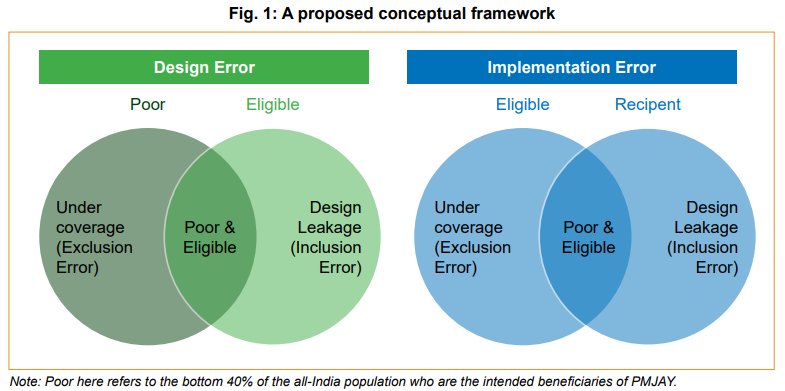 Fig. 1: A proposed conceptual framework
Design Error
Poor
Eligible
Under
coverage
(Exclusion
Error)
Poor &
Eligible
Design
Leakage
(Inclusion
Error)
Implementation Error
Eligible
Recipent
Under
coverage
(Exclusion
Error)
Poor &
Eligible
Design
Leakage
(Inclusion
Error)
Note: Poor here refers to the bottom 40% of the all-India population who are the intended beneficiaries of PMJAY.